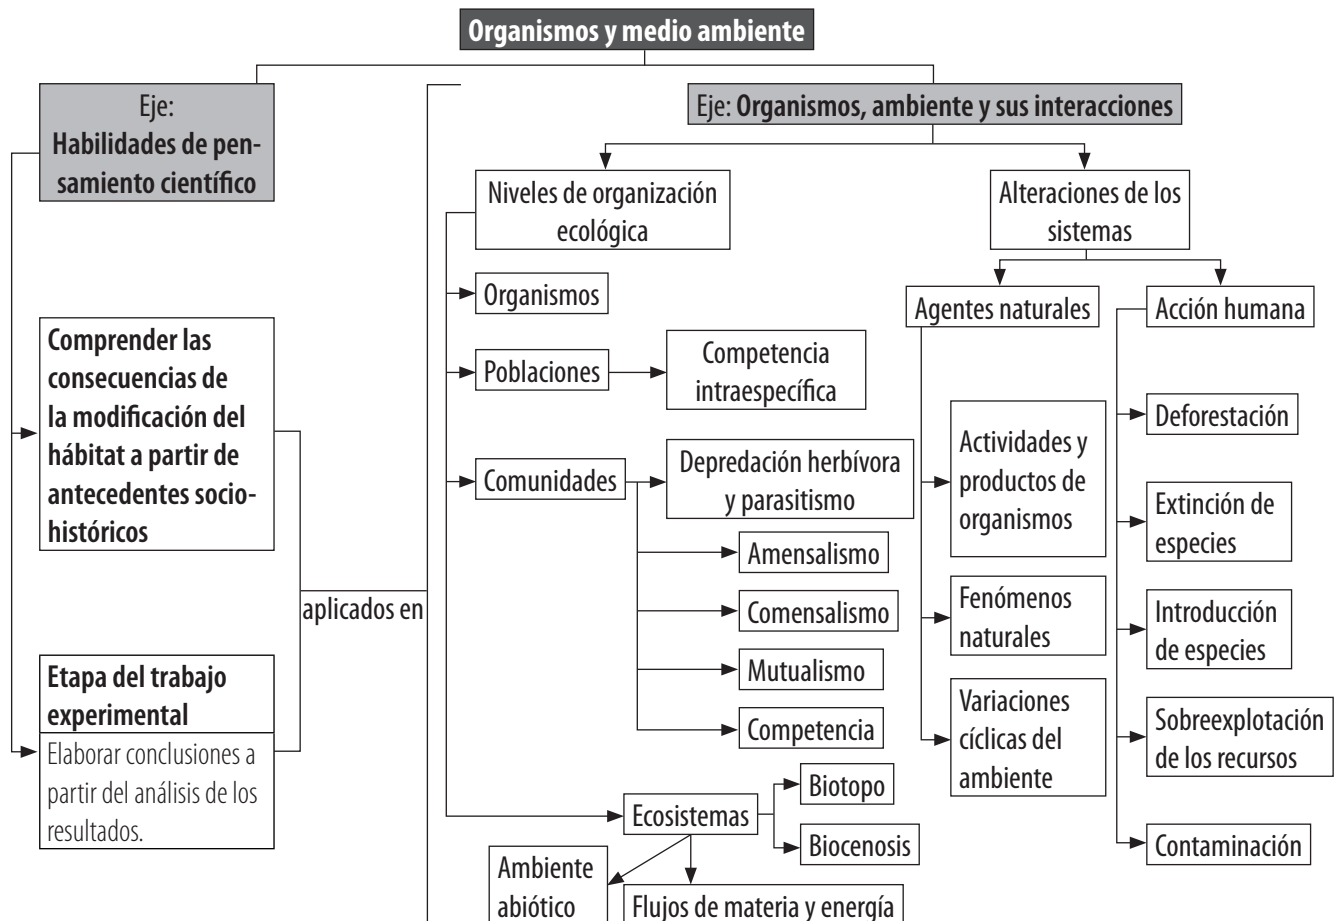 Organismos y medio ambiente
Eje:
Habilidades de pen-
samiento científico
Comprender las
consecuencias de
la modificación del
hábitat a partir de
antecedentes socio-
históricos
Etapa del trabajo
experimental
Elaborar conclusiones a
partir del análisis de los
resultados.
aplicados en
Eje: Organismos, ambiente y sus interacciones
Niveles de organización
ecológica
Organismos
Poblaciones
Competencia
intraespecífica
Comunidades
Depredación herbívora
y parasitismo
Amensalismo
Comensalismo
Mutualismo
Competencia
Ecosistemas
Biotopo
Biocenosis
Ambiente
abiótico
Flujos de materia y energía
Alteraciones de los
sistemas
Agentes naturales
Actividades y
productos de
organismos
Fenómenos
naturales
Variaciones
cíclicas del
ambiente
Acción humana
Deforestación
Extinción de
especies
Introducción
de especies
Sobreexplotación
de los recursos
Contaminación